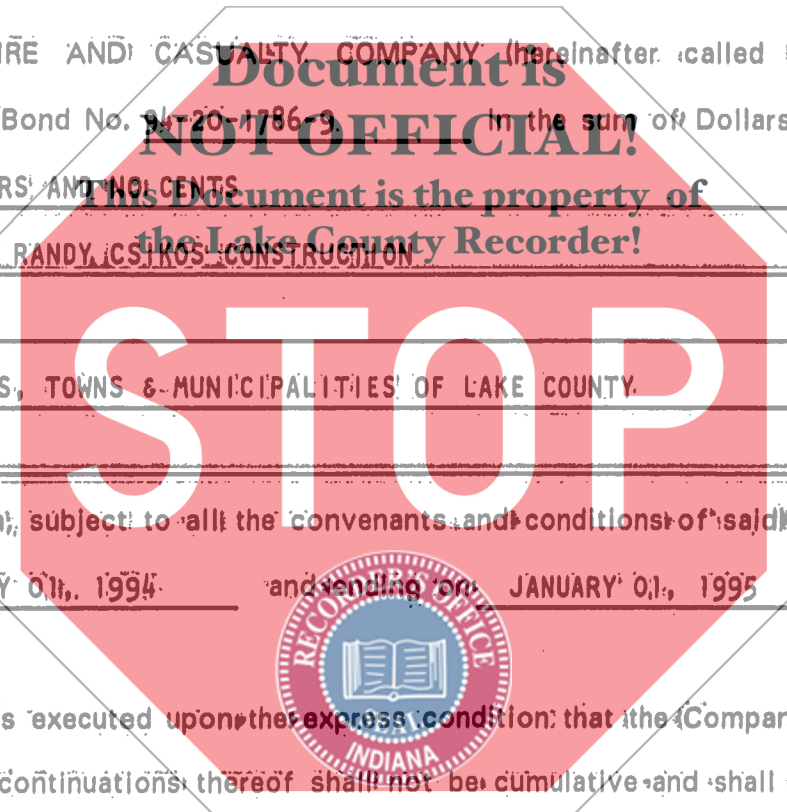 IRE AND CASUALTY COMPANY (hereinafter called
Document is
Bond No. 94-20-1786-9 in the sum of Dollars
NOT OFFICIAL!
RS AND NO CENTS
This Document is the property of
RANDY CSIKOS CONSTRUCTION
the Lake County Recorder!
STOP
S, TOWNS & MUNICIPALITIES OF LAKE COUNTY
subject to all the convenants and conditions of said
Y 01, 1994 and ending on JANUARY 01, 1995
RECORDER'S OFFICE
SEAL
INDIANA
s executed upon the express condition that the Compan
continuations thereof shall not be cumulative and shall